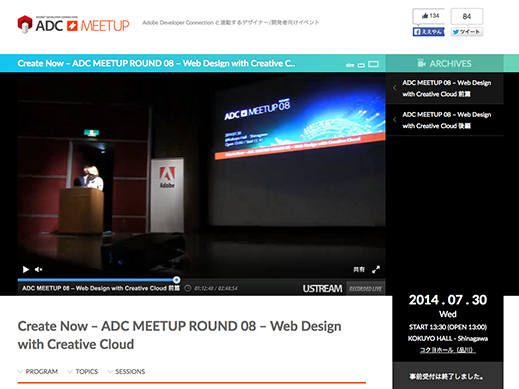 ADOBE DEVELOPER CONNECTION
ADC MEETUP
Adobe Developer Connection と連動するデザイナー/開発者向けイベント
134
84
ええやん
ツイート
Create Now – ADC MEETUP ROUND 08 – Web Design with Creative C..
ARCHIVES
ADC MEETUP 08 – Web Design with Creative Cloud 前篇
ADC MEETUP 08 – Web Design with Creative Cloud 後編
ADC MEETUP 08
2014.07.30
Adobe
共有
ADC MEETUP 08 – Web Design with Creative Cloud 前篇
01:12:48 / 02:48:54
USTREAM
RECORDED LIVE
Create Now – ADC MEETUP ROUND 08 – Web Design
with Creative Cloud
PROGRAM
TOPICS
SESSIONS
2014 . 07 . 30
Wed
START 13:30 (OPEN 13:00)
KOKUYO HALL - Shinagawa
コクヨホール（品川）
事前受付は終了しました。